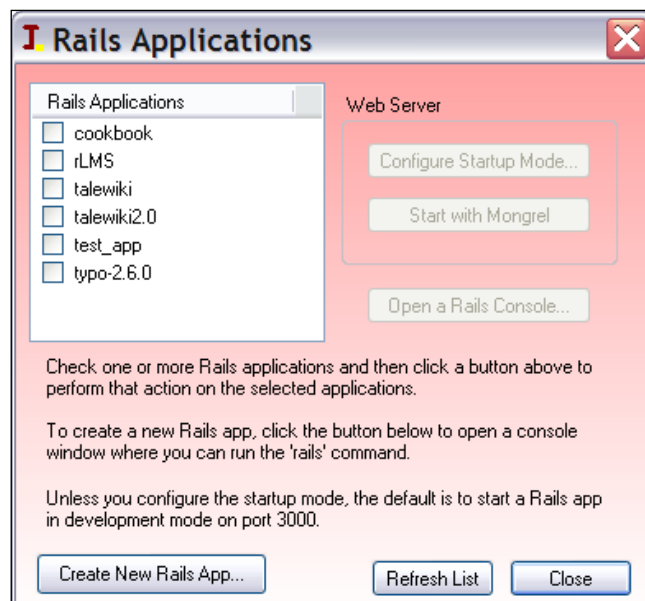 I. Rails Applications
Rails Applications
cookbook
rLMS
talewiki
talewiki2.0
test_app
typo-2.6.0
Web Server
Configure Startup Mode...
Start with Mongrel
Open a Rails Console...
Check one or more Rails applications and then click a button above to
perform that action on the selected applications.
To create a new Rails app, click the button below to open a console
window where you can run the 'rails' command.
Unless you configure the startup mode, the default is to start a Rails app
in development mode on port 3000.
Create New Rails App...
Refresh List
Close